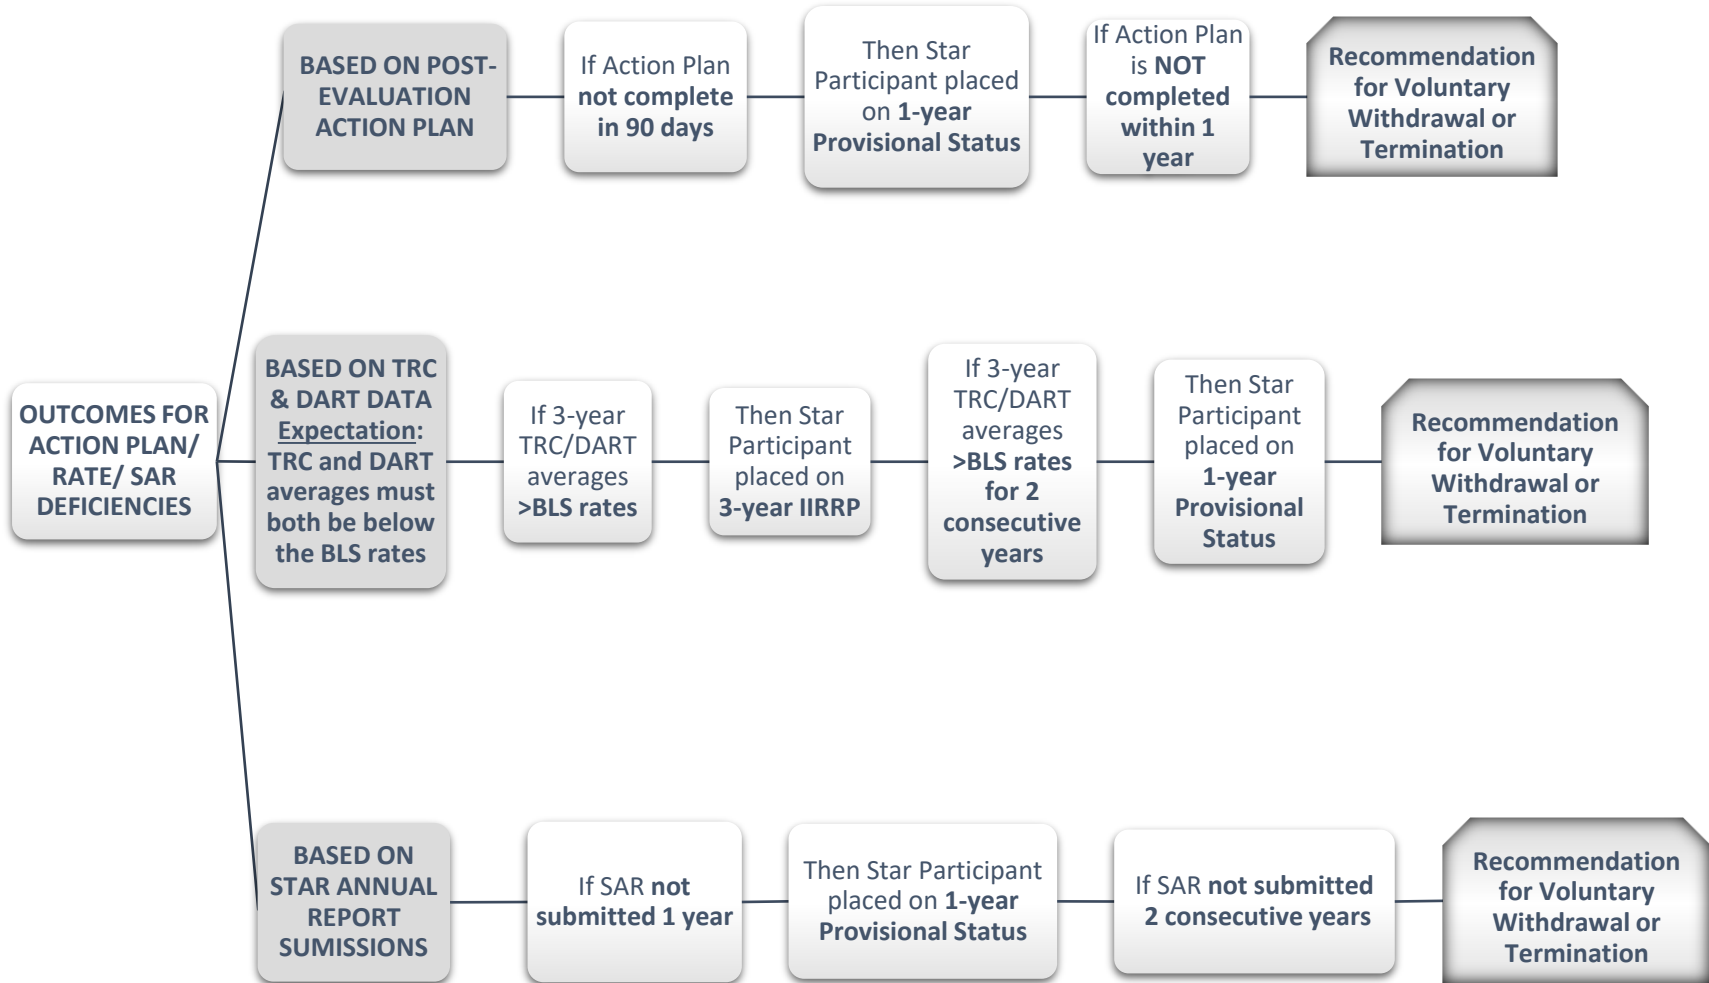 BASED ON POST-
EVALUATION
ACTION PLAN
If Action Plan
not complete
in 90 days
Then Star
Participant placed
on 1-year
Provisional Status
If Action Plan
is NOT
completed
within 1
year
Recommendation
for Voluntary
Withdrawal or
Termination
OUTCOMES FOR
ACTION PLAN/
RATE/ SAR
DEFICIENCIES
BASED ON TRC
& DART DATA
Expectation:
TRC and DART
averages must
both be below
the BLS rates
If 3-year
TRC/DART
averages
>BLS rates
Then Star
Participant
placed on
3-year IIRRP
If 3-year
TRC/DART
averages
>BLS rates
for 2
consecutive
years
Then Star
Participant
placed on
1-year
Provisional
Status
Recommendation
for Voluntary
Withdrawal or
Termination
BASED ON
STAR ANNUAL
REPORT
SUMISSIONS
If SAR not
submitted 1 year
Then Star Participant
placed on 1-year
Provisional Status
If SAR not submitted
2 consecutive years
Recommendation
for Voluntary
Withdrawal or
Termination